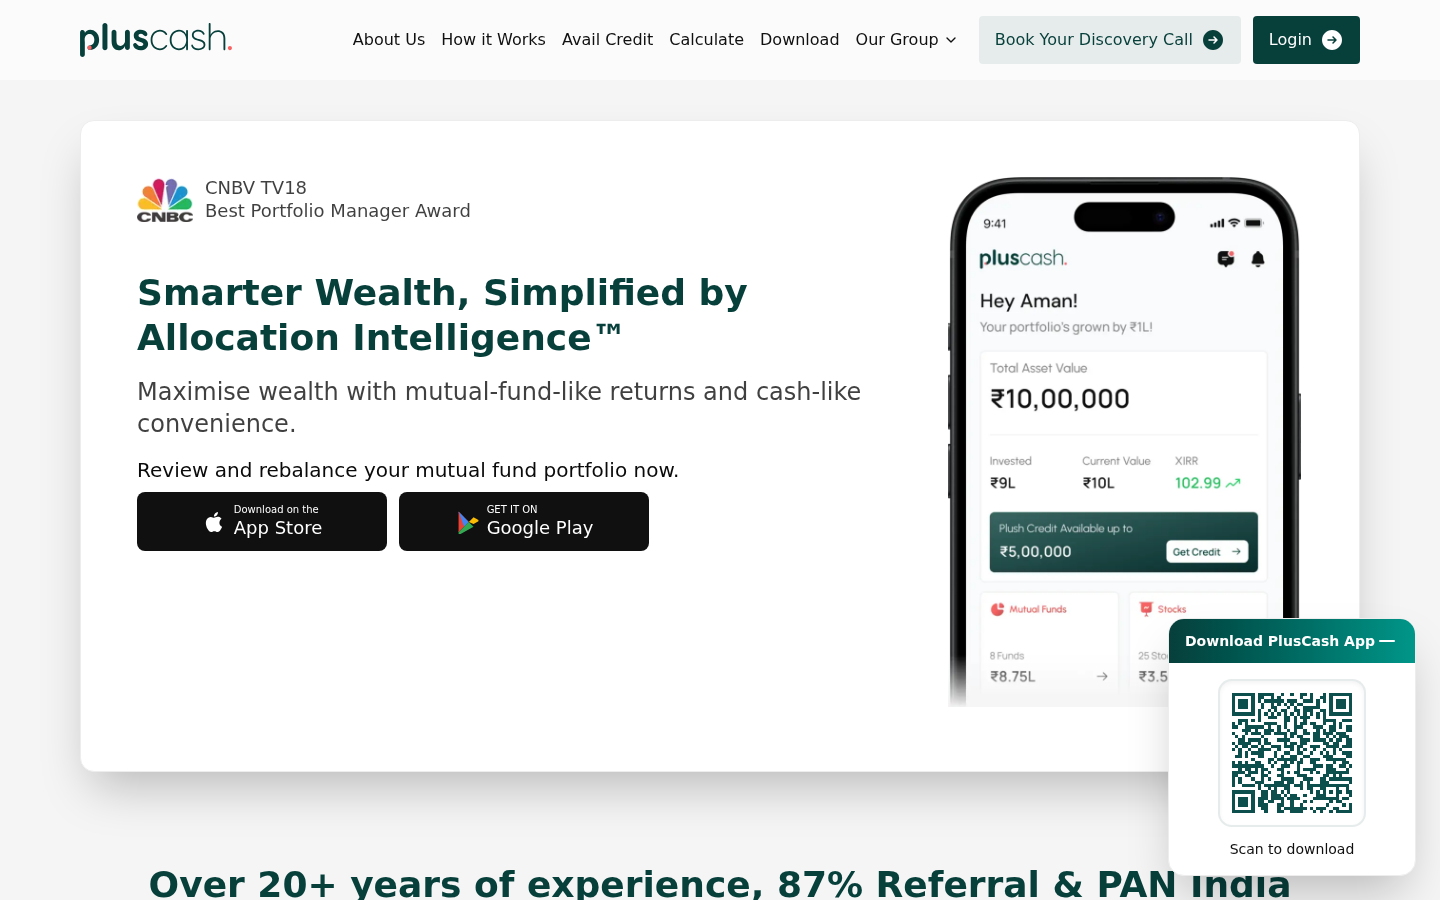 pluscash.
About Us
How it Works
Avail Credit
Calculate
Download
Our Group
Book Your Discovery Call
Login
CNBC
CNBV TV18
Best Portfolio Manager Award
Smarter Wealth, Simplified by
Allocation Intelligence™
Maximise wealth with mutual-fund-like returns and cash-like
convenience.
Review and rebalance your mutual fund portfolio now.
Download on the
App Store
GET IT ON
Google Play
9:41
pluscash.
Hey Aman!
Your portfolio's grown by ₹1L!
Total Asset Value
₹10,00,000
Invested
Current Value
XIRR
₹9L
₹10L
102.99
Plush Credit Available up to
₹5,00,000
Get Credit
Mutual Funds
Stocks
8 Funds
₹8.75L
₹3.5
Download PlusCash App
Scan to download
Over 20+ years of experience, 87% Referral & PAN India